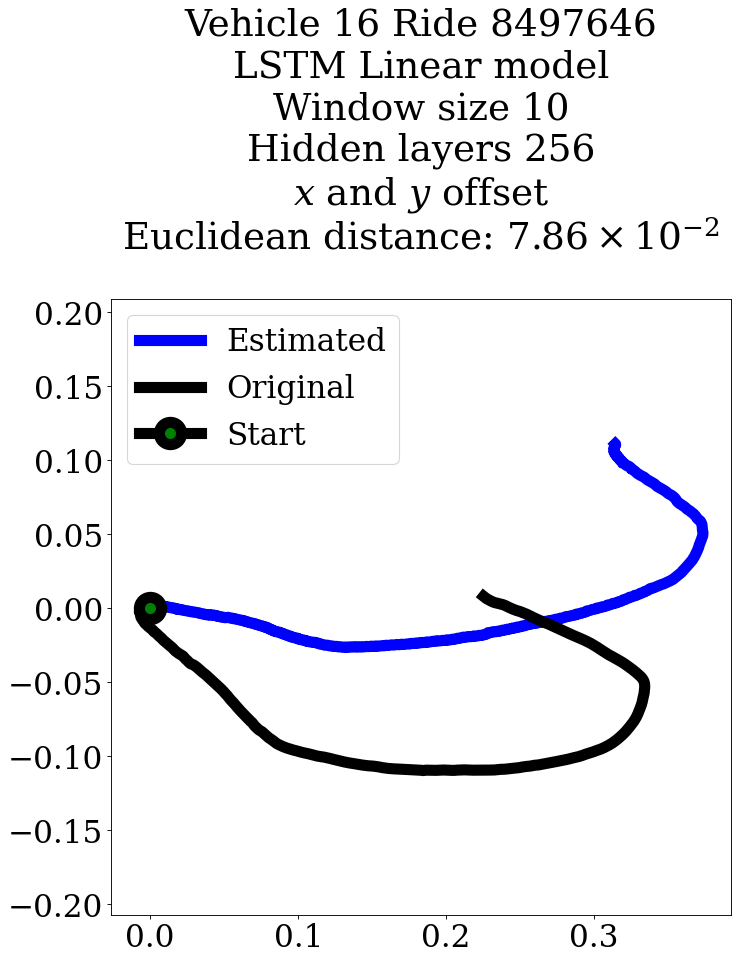 Vehicle 16 Ride 8497646
LSTM Linear model
Window size 10
Hidden layers 256
x and y offset
Euclidean distance: 7.86 × 10⁻²
Estimated
Original
Start
0.20
0.15
0.10
0.05
0.00
−0.05
−0.10
−0.15
−0.20
0.0 0.1 0.2 0.3